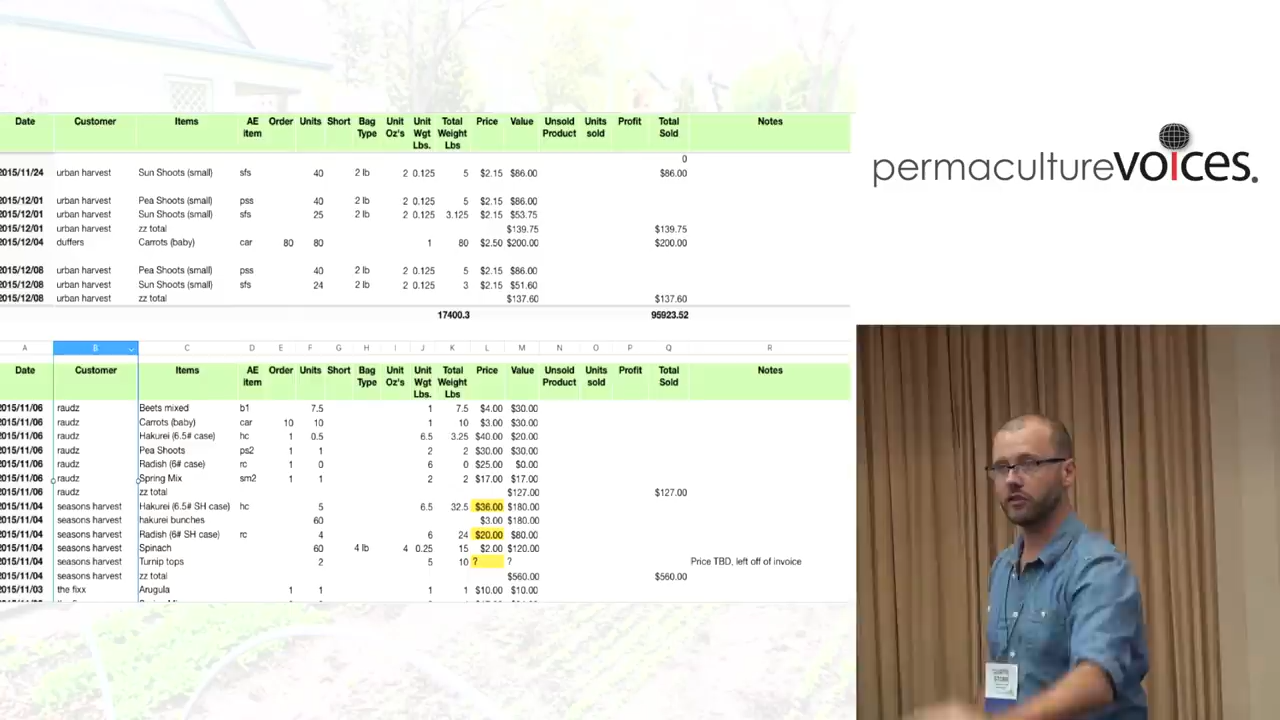 Date Customer Items AE item Order Units Short Bag Type Unit Oz's Unit Wgt Lbs. Total Weight Lbs Price Value Unsold Product Units sold Profit Total Sold Notes
0
2015/11/24 urban harvest Sun Shoots (small) sfs 40 2 lb 2 0.125 5 $2.15 $86.00 $86.00
2015/12/01 urban harvest Pea Shoots (small) pss 40 2 lb 2 0.125 5 $2.15 $86.00
2015/12/01 urban harvest Sun Shoots (small) sfs 25 2 lb 2 0.125 3.125 $2.15 $53.75
2015/12/01 urban harvest zz total $139.75 $139.75
2015/12/04 duffers Carrots (baby) car 80 80 1 80 $2.50 $200.00 $200.00
2015/12/08 urban harvest Pea Shoots (small) pss 40 2 lb 2 0.125 5 $2.15 $86.00
2015/12/08 urban harvest Sun Shoots (small) sfs 24 2 lb 2 0.125 3 $2.15 $51.60
2015/12/08 urban harvest zz total $137.60 $137.60
17400.3 95923.52
A B C D E F G H I J K L M N O P Q R
Date Customer Items AE item Order Units Short Bag Type Unit Oz's Unit Wgt Lbs. Total Weight Lbs Price Value Unsold Product Units sold Profit Total Sold Notes
2015/11/06 raudz Beets mixed b1 7.5 1 7.5 $4.00 $30.00
2015/11/06 raudz Carrots (baby) car 10 10 1 10 $3.00 $30.00
2015/11/06 raudz Hakurei (6.5# case) hc 1 0.5 6.5 3.25 $40.00 $20.00
2015/11/06 raudz Pea Shoots ps2 1 1 2 2 $30.00 $30.00
2015/11/06 raudz Radish (6# case) rc 1 0 6 0 $25.00 $0.00
2015/11/06 raudz Spring Mix sm2 1 1 2 2 $17.00 $17.00
2015/11/06 raudz zz total $127.00 $127.00
2015/11/04 seasons harvest Hakurei (6.5# SH case) hc 5 6.5 32.5 $36.00 $180.00
2015/11/04 seasons harvest hakurei bunches 60 $3.00 $180.00
2015/11/04 seasons harvest Radish (6# SH case) rc 4 6 24 $20.00 $80.00
2015/11/04 seasons harvest Spinach 60 4 lb 4 0.25 15 $2.00 $120.00
2015/11/04 seasons harvest Turnip tops 2 5 10 ? ? Price TBD, left off of invoice
2015/11/04 seasons harvest zz total $560.00 $560.00
2015/11/03 the fixx Arugula 1 1 1 1 $10.00 $10.00
permaculturevoices.